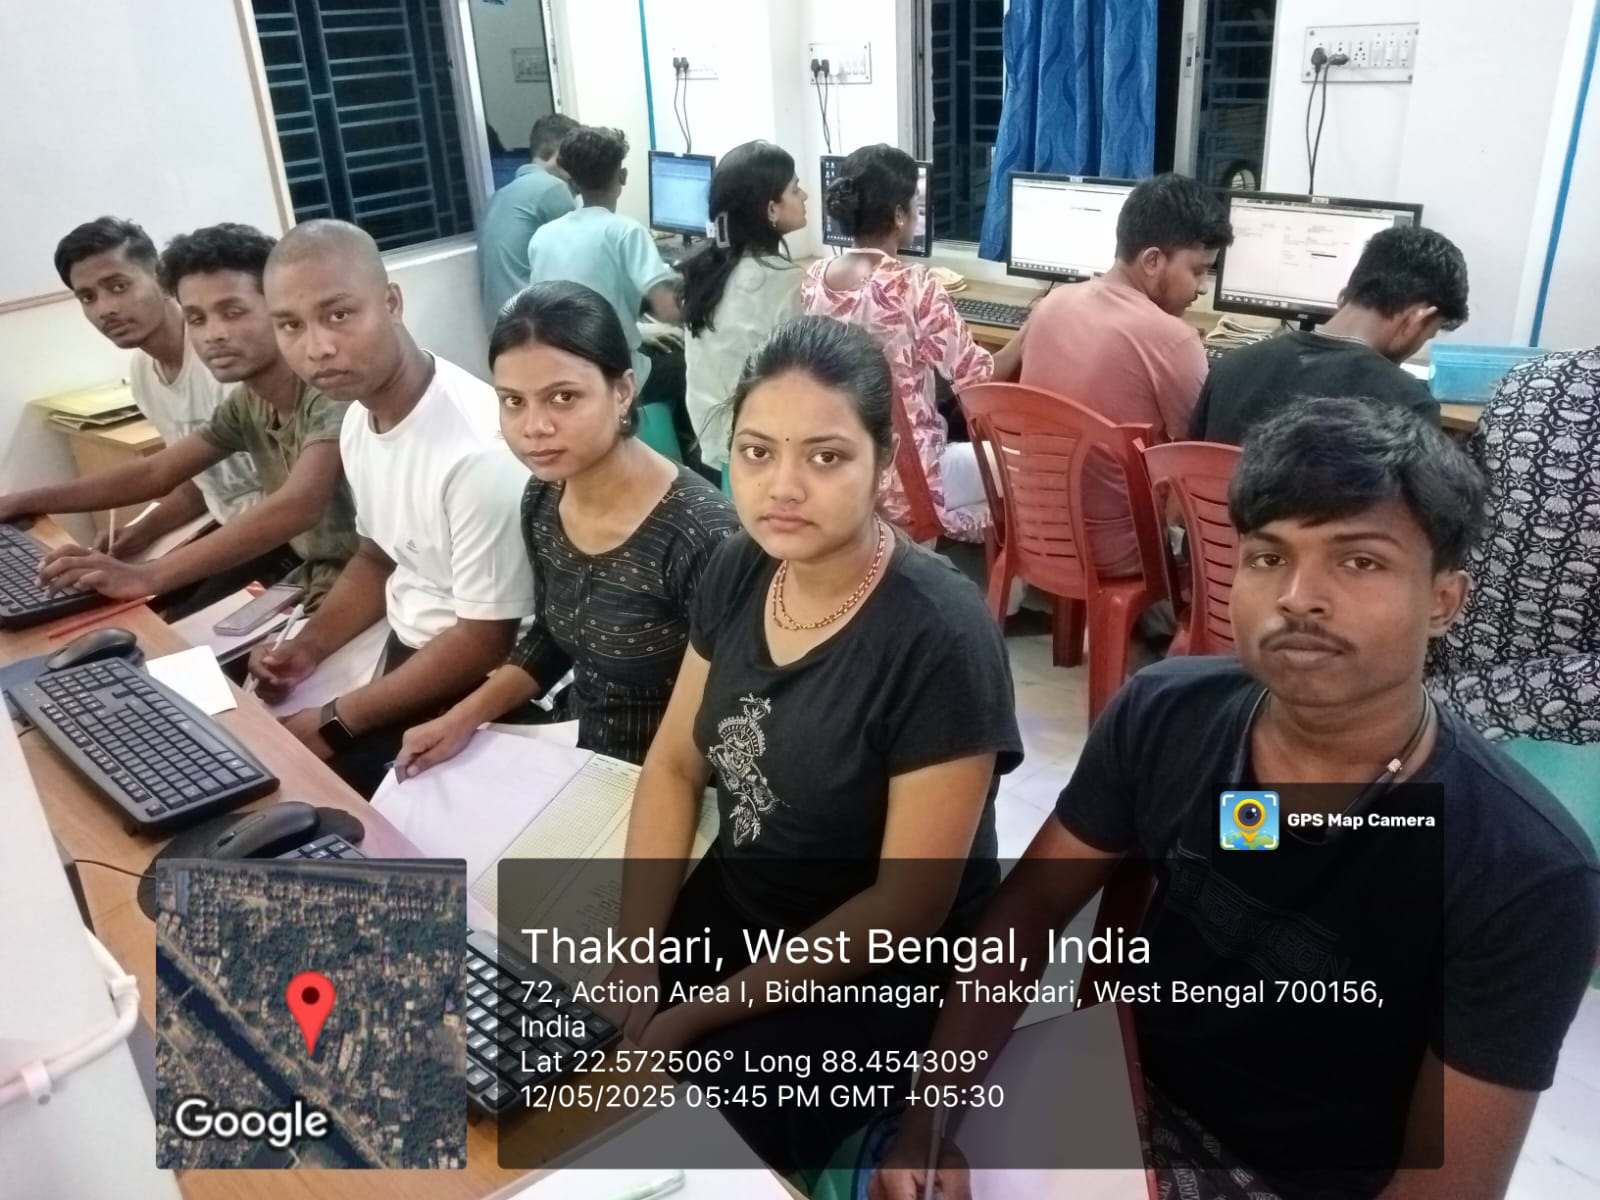 GPS Map Camera
Thakdari, West Bengal, India
72, Action Area I, Bidhannagar, Thakdari, West Bengal 700156,
India
Lat 22.572506° Long 88.454309°
12/05/2025 05:45 PM GMT +05:30
Google